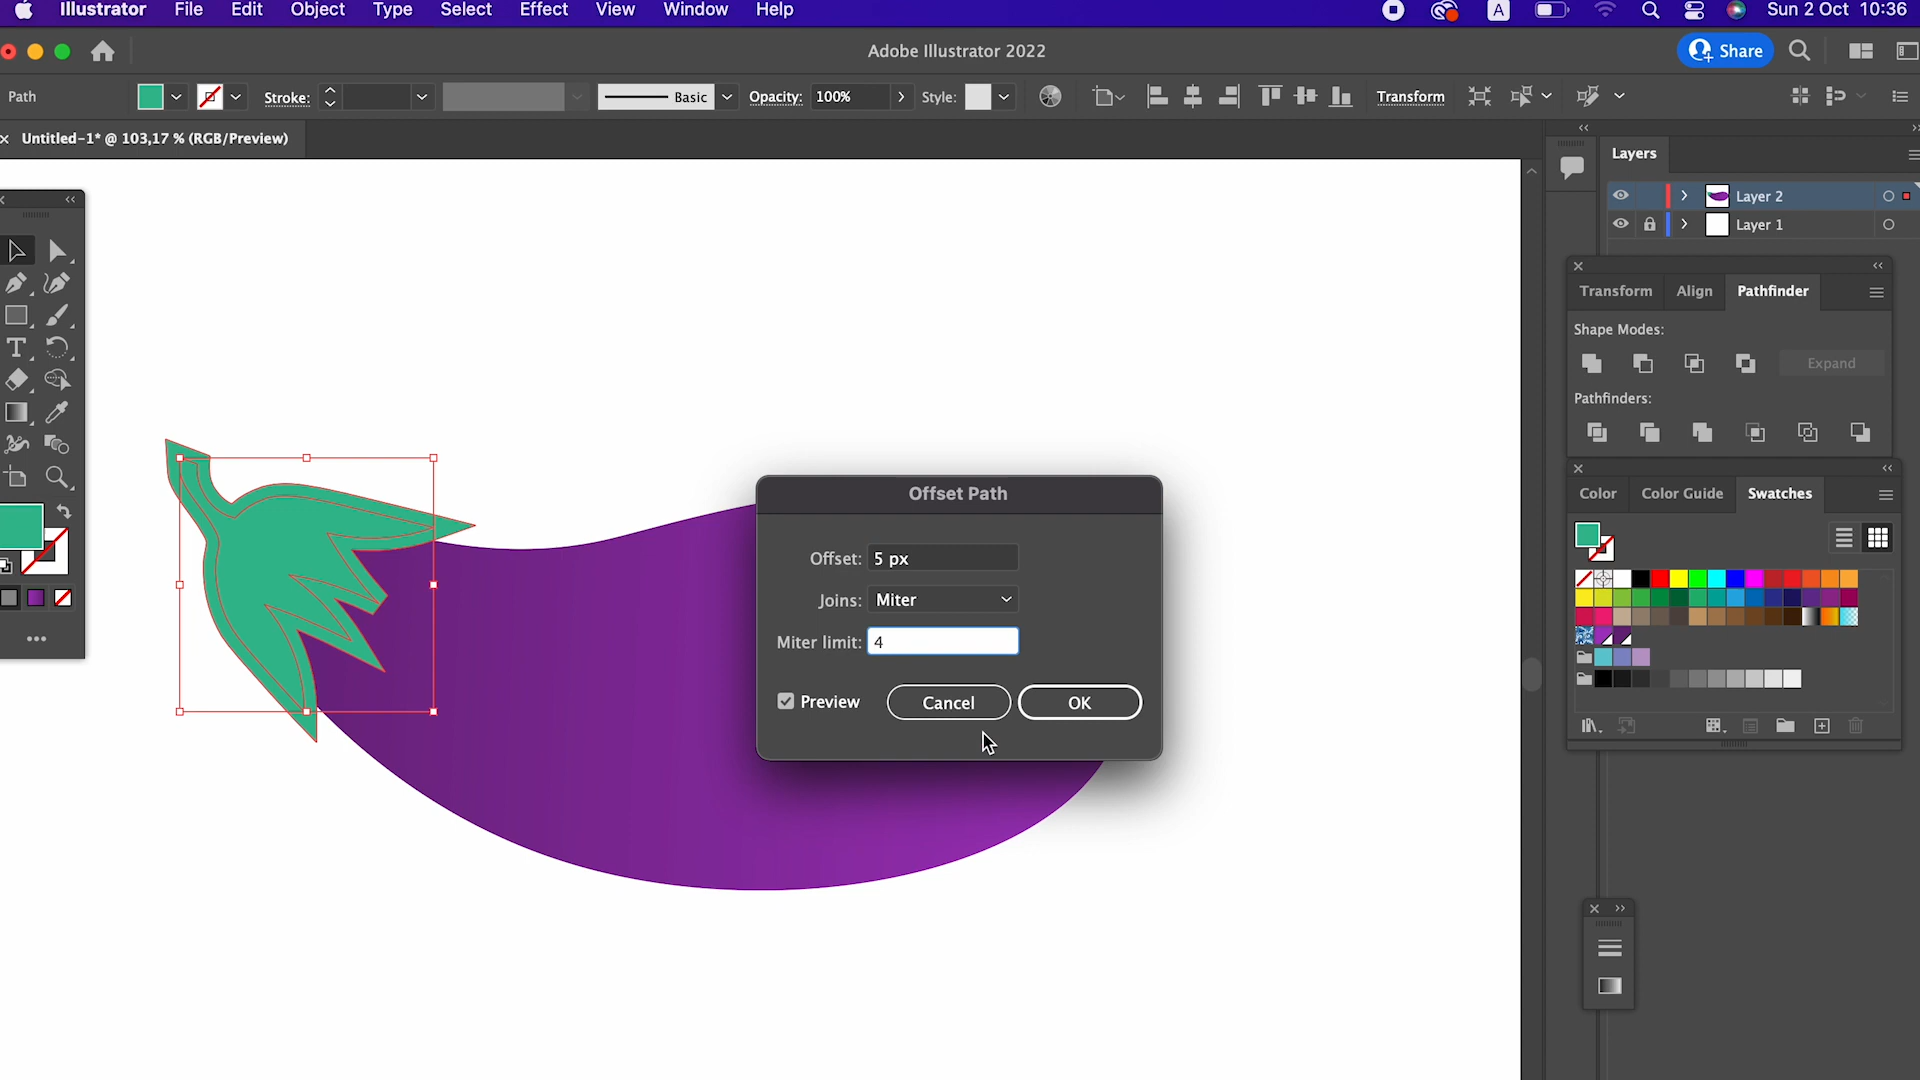 Illustrator File Edit Object Type Select Effect View Window Help A Sun 2 Oct 10:36
Adobe Illustrator 2022 Share
Path Stroke: Basic Opacity: 100% Style: Transform
Untitled-1* @ 103,17 % (RGB/Preview)
Layers
Layer 2
Layer 1
Transform Align Pathfinder
Shape Modes:
Expand
Pathfinders:
Color Color Guide Swatches
Offset Path
Offset: 5 px
Joins: Miter
Miter limit: 4
Preview Cancel OK